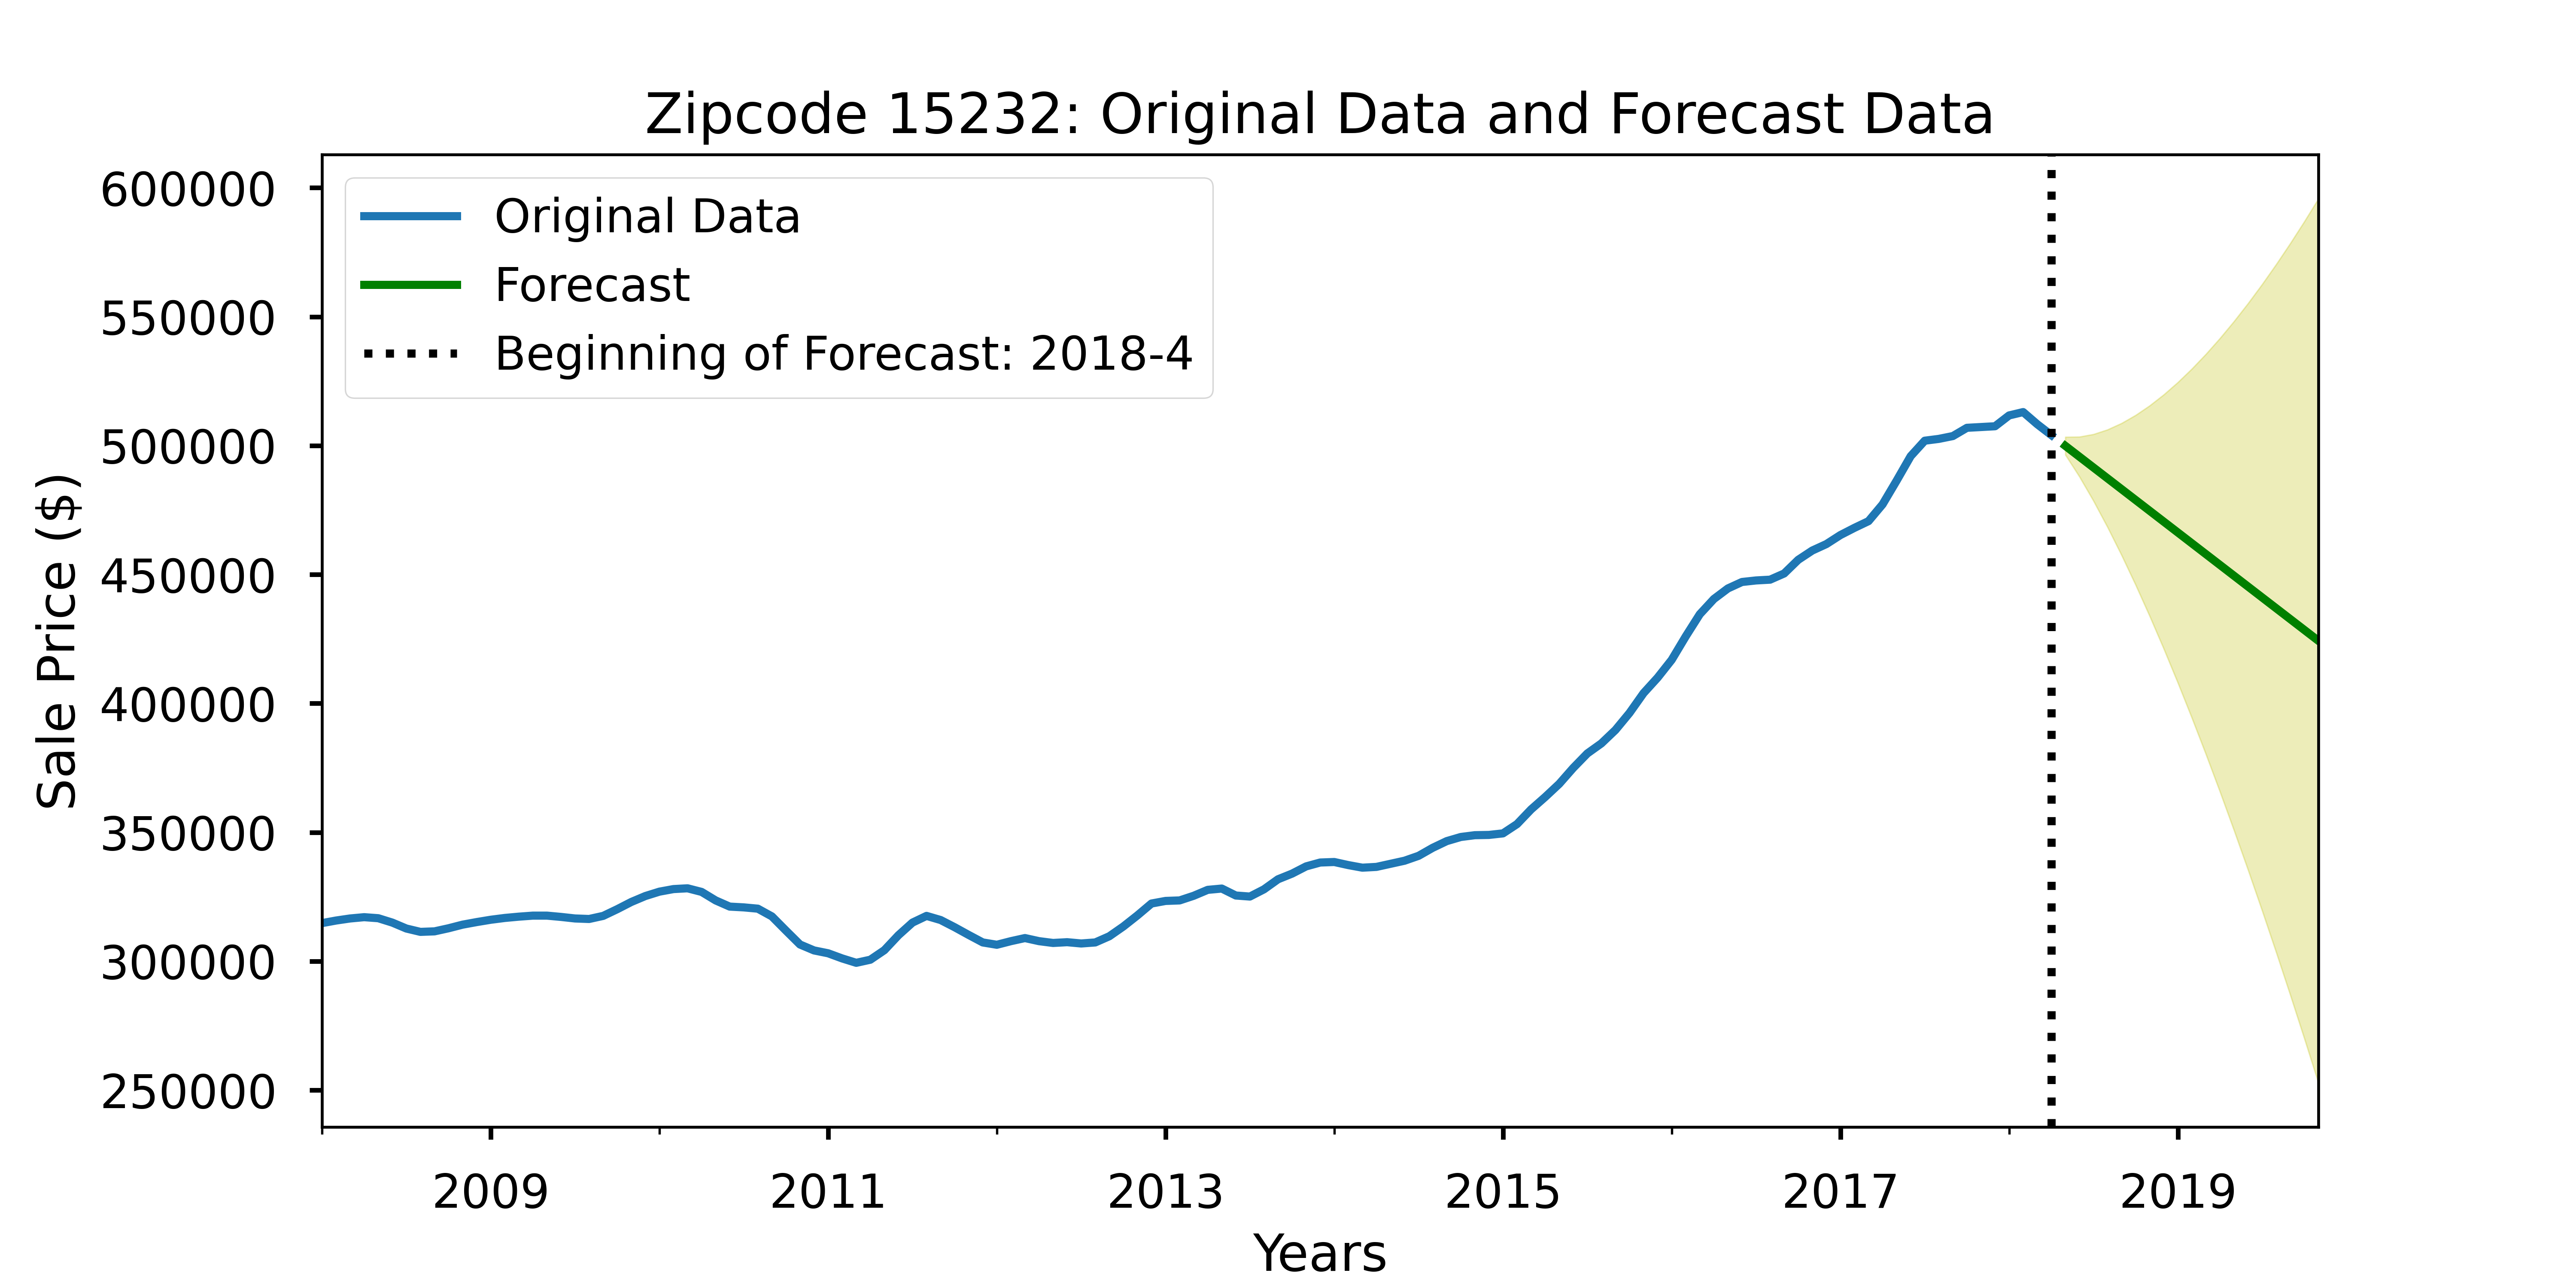 Zipcode 15232: Original Data and Forecast Data
Original Data
Forecast
Beginning of Forecast: 2018-4
Sale Price ($)
600000
550000
500000
450000
400000
350000
300000
250000
2009 2011 2013 2015 2017 2019
Years